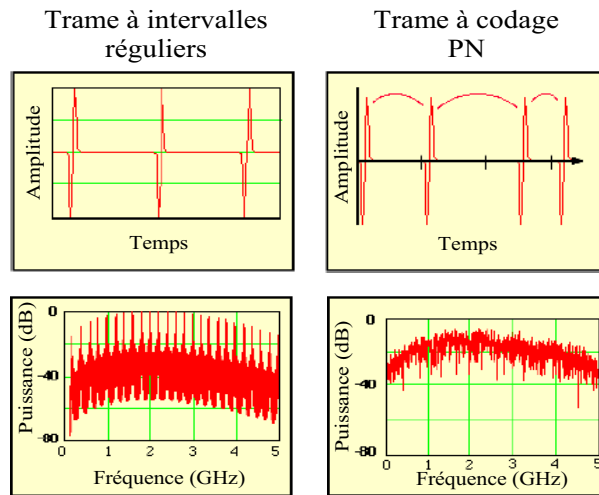 Trame à intervalles
réguliers
Trame à codage
PN
Amplitude
Temps
Amplitude
Temps
Puissance (dB)
0
-40
-80
0 1 2 3 4 5
Fréquence (GHz)
Puissance (dB)
0
-40
-80
0 1 2 3 4 5
Fréquence (GHz)